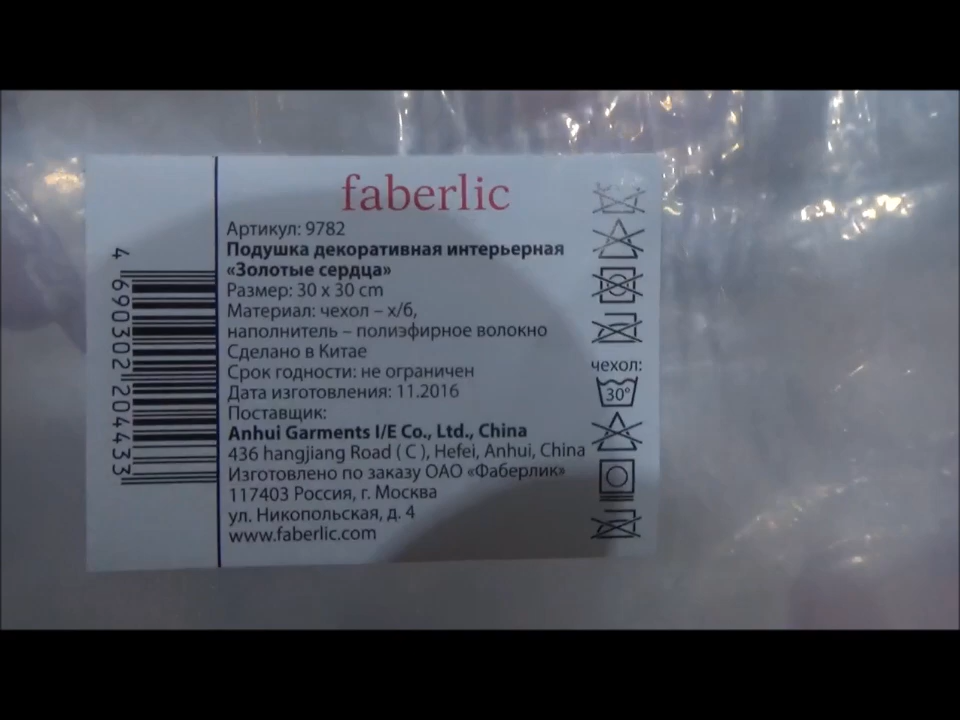 faberlic
Артикул: 9782
Подушка декоративная интерьерная
«Золотые сердца»
Размер: 30 x 30 cm
Материал: чехол – х/б,
наполнитель – полиэфирное волокно
Сделано в Китае
Срок годности: не ограничен
Дата изготовления: 11.2016
Поставщик:
Anhui Garments I/E Co., Ltd., China
436 hangjiang Road ( C ), Hefei, Anhui, China
Изготовлено по заказу ОАО «Фаберлик»
117403 Россия, г. Москва
ул. Никопольская, д. 4
www.faberlic.com
чехол:
30°
4 690302 204433